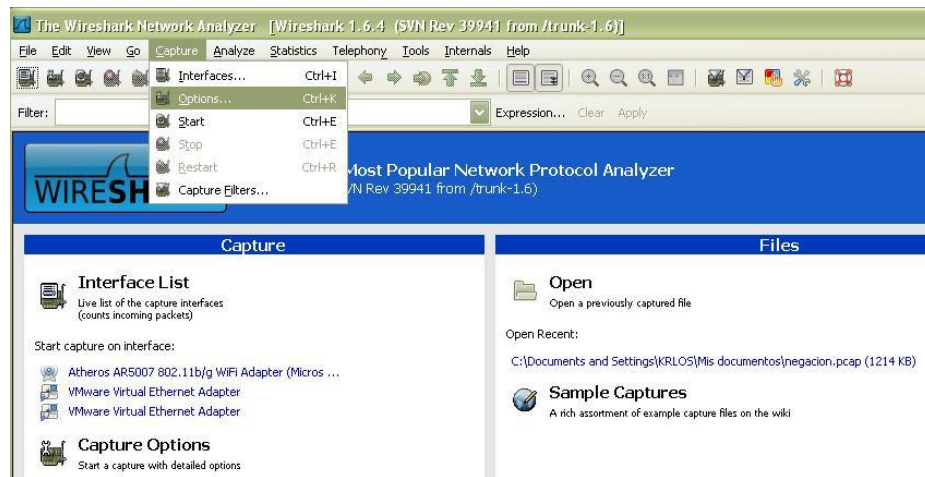 The Wireshark Network Analyzer [Wireshark 1.6.4 (SVN Rev 39941 from /trunk-1.6)]
File Edit View Go Capture Analyze Statistics Telephony Tools Internals Help
Interfaces... Ctrl+I
Options... Ctrl+K
Start Ctrl+E
Stop Ctrl+E
Restart Ctrl+R
Capture Filters...
Filter:
Expression... Clear Apply
WIRESH
Most Popular Network Protocol Analyzer
VN Rev 39941 from /trunk-1.6)
Capture
Interface List
Live list of the capture interfaces
(counts incoming packets)
Start capture on interface:
Atheros AR5007 802.11b/g WiFi Adapter (Micros ...
VMware Virtual Ethernet Adapter
VMware Virtual Ethernet Adapter
Capture Options
Start a capture with detailed options
Files
Open
Open a previously captured file
Open Recent:
C:\Documents and Settings\KRLOS\Mis documentos\negacion.pcap (1214 KB)
Sample Captures
A rich assortment of example capture files on the wiki